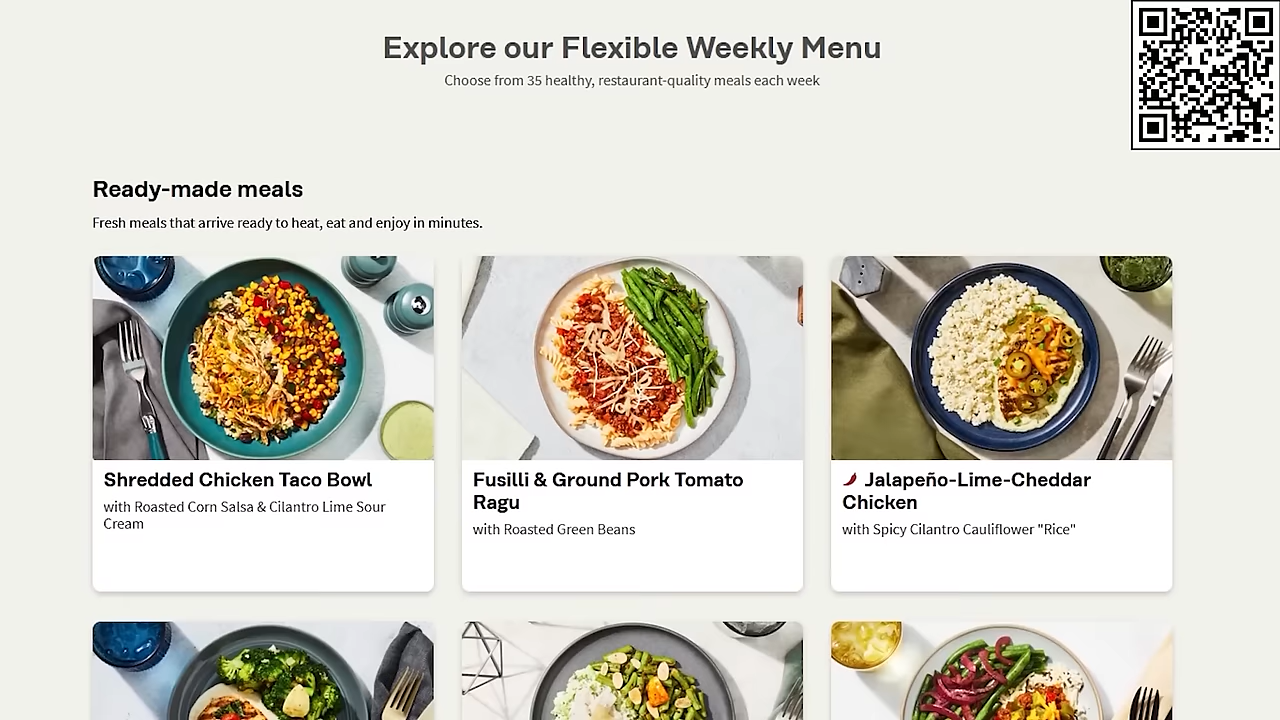 Explore our Flexible Weekly Menu
Choose from 35 healthy, restaurant-quality meals each week
Ready-made meals
Fresh meals that arrive ready to heat, eat and enjoy in minutes.
Shredded Chicken Taco Bowl
with Roasted Corn Salsa & Cilantro Lime Sour
Cream
Fusilli & Ground Pork Tomato
Ragu
with Roasted Green Beans
Jalapeño-Lime-Cheddar
Chicken
with Spicy Cilantro Cauliflower "Rice"